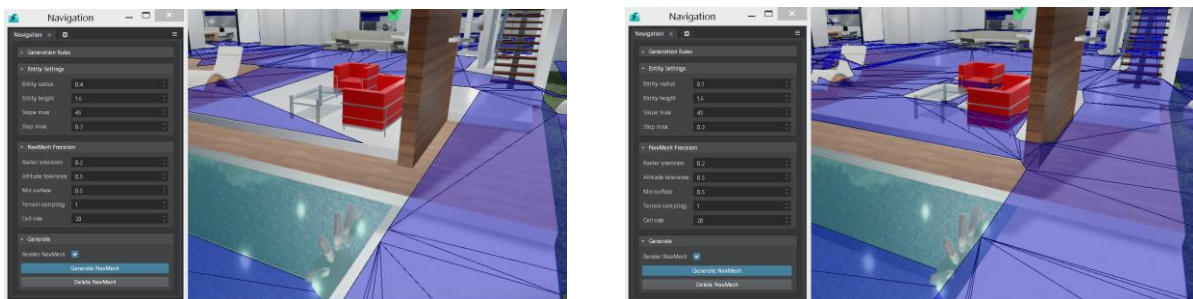 Navigation
Navigation
Generation Rules
Entity Settings
Entity radius 0.4
Entity height 1.6
Slope max 45
Step max 0.3
NavMesh Precision
Raster precision 0.2
Altitude tolerance 0.5
Min surface 0.5
Terrain sampling 1
Cell size 20
Generate
Render NavMesh
Generate NavMesh
Delete NavMesh
Navigation
Navigation
Generation Rules
Entity Settings
Entity radius 0.1
Entity height 1.6
Slope max 45
Step max 0.3
NavMesh Precision
Raster precision 0.2
Altitude tolerance 0.5
Min surface 0.5
Terrain sampling 1
Cell size 20
Generate
Render NavMesh
Generate NavMesh
Delete NavMesh